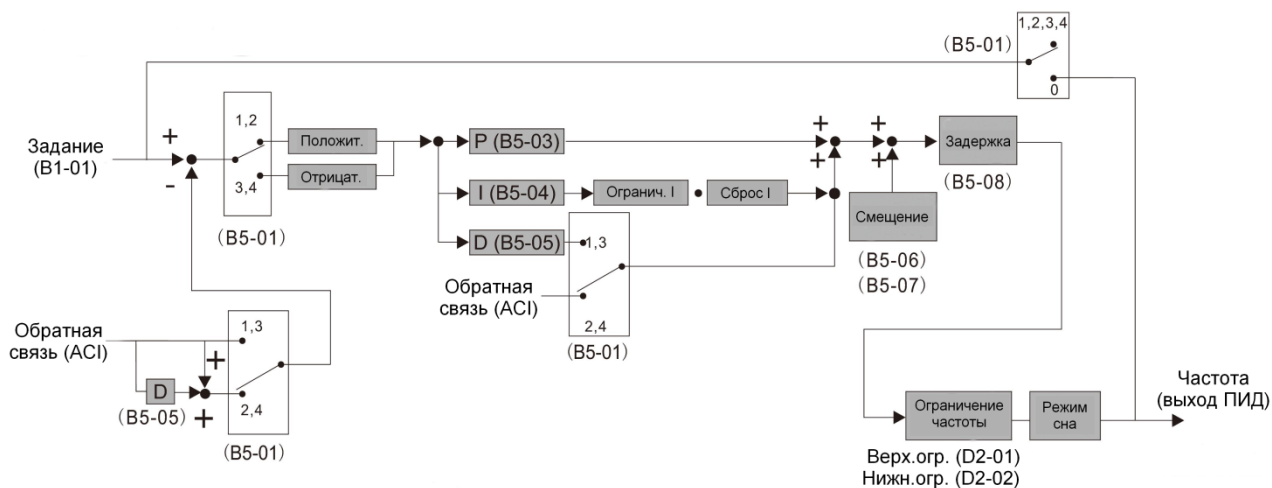 1,2,3,4
(B5-01)
0
+
Задание
(B1-01)
-
1,2
3,4
(B5-01)
Положит.
Отрицат.
P (B5-03)
I (B5-04)
Огранич. I
Сброс I
D (B5-05)
1,3
Обратная
связь (ACI)
2,4
(B5-01)
+
+
+
+
Задержка
(B5-08)
Смещение
(B5-06)
(B5-07)
Обратная
связь (ACI)
1,3
+
D
(B5-05)
+
2,4
(B5-01)
Ограничение
частоты
Режим
сна
Верх.огр. (D2-01)
Нижн.огр. (D2-02)
Частота
(выход ПИД)